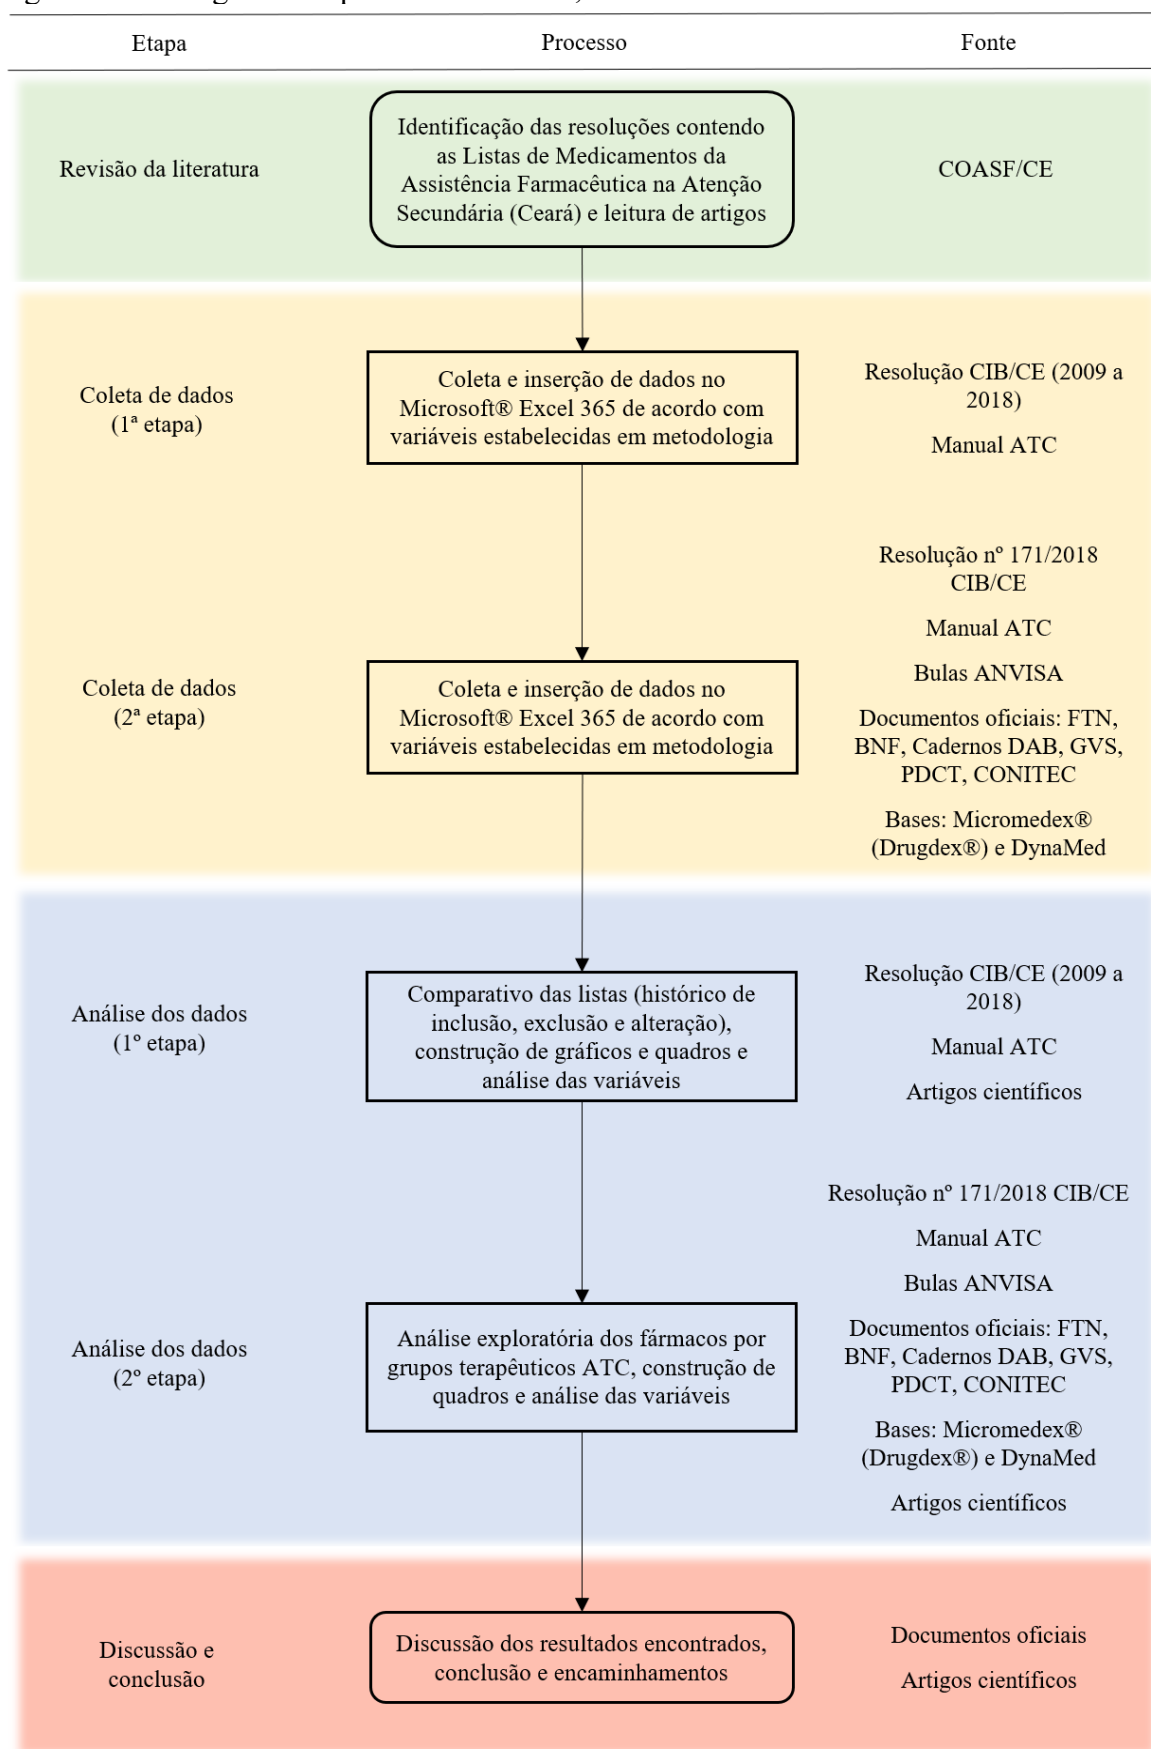 Etapa
Processo
Fonte
Revisão da literatura
Identificação das resoluções contendo
as Listas de Medicamentos da
Assistência Farmacêutica na Atenção
Secundária (Ceará) e leitura de artigos
COASF/CE
Coleta de dados
(1ª etapa)
Coleta e inserção de dados no
Microsoft® Excel 365 de acordo com
variáveis estabelecidas em metodologia
Resolução CIB/CE (2009 a
2018)
Manual ATC
Coleta de dados
(2ª etapa)
Coleta e inserção de dados no
Microsoft® Excel 365 de acordo com
variáveis estabelecidas em metodologia
Resolução nº 171/2018
CIB/CE
Manual ATC
Bulas ANVISA
Documentos oficiais: FTN,
BNF, Cadernos DAB, GVS,
PDCT, CONITEC
Bases: Micromedex®
(Drugdex®) e DynaMed
Análise dos dados
(1º etapa)
Comparativo das listas (histórico de
inclusão, exclusão e alteração),
construção de gráficos e quadros e
análise das variáveis
Resolução CIB/CE (2009 a
2018)
Manual ATC
Artigos científicos
Análise dos dados
(2º etapa)
Análise exploratória dos fármacos por
grupos terapêuticos ATC, construção de
quadros e análise das variáveis
Resolução nº 171/2018 CIB/CE
Manual ATC
Bulas ANVISA
Documentos oficiais: FTN,
BNF, Cadernos DAB, GVS,
PDCT, CONITEC
Bases: Micromedex®
(Drugdex®) e DynaMed
Artigos científicos
Discussão e
conclusão
Discussão dos resultados encontrados,
conclusão e encaminhamentos
Documentos oficiais
Artigos científicos